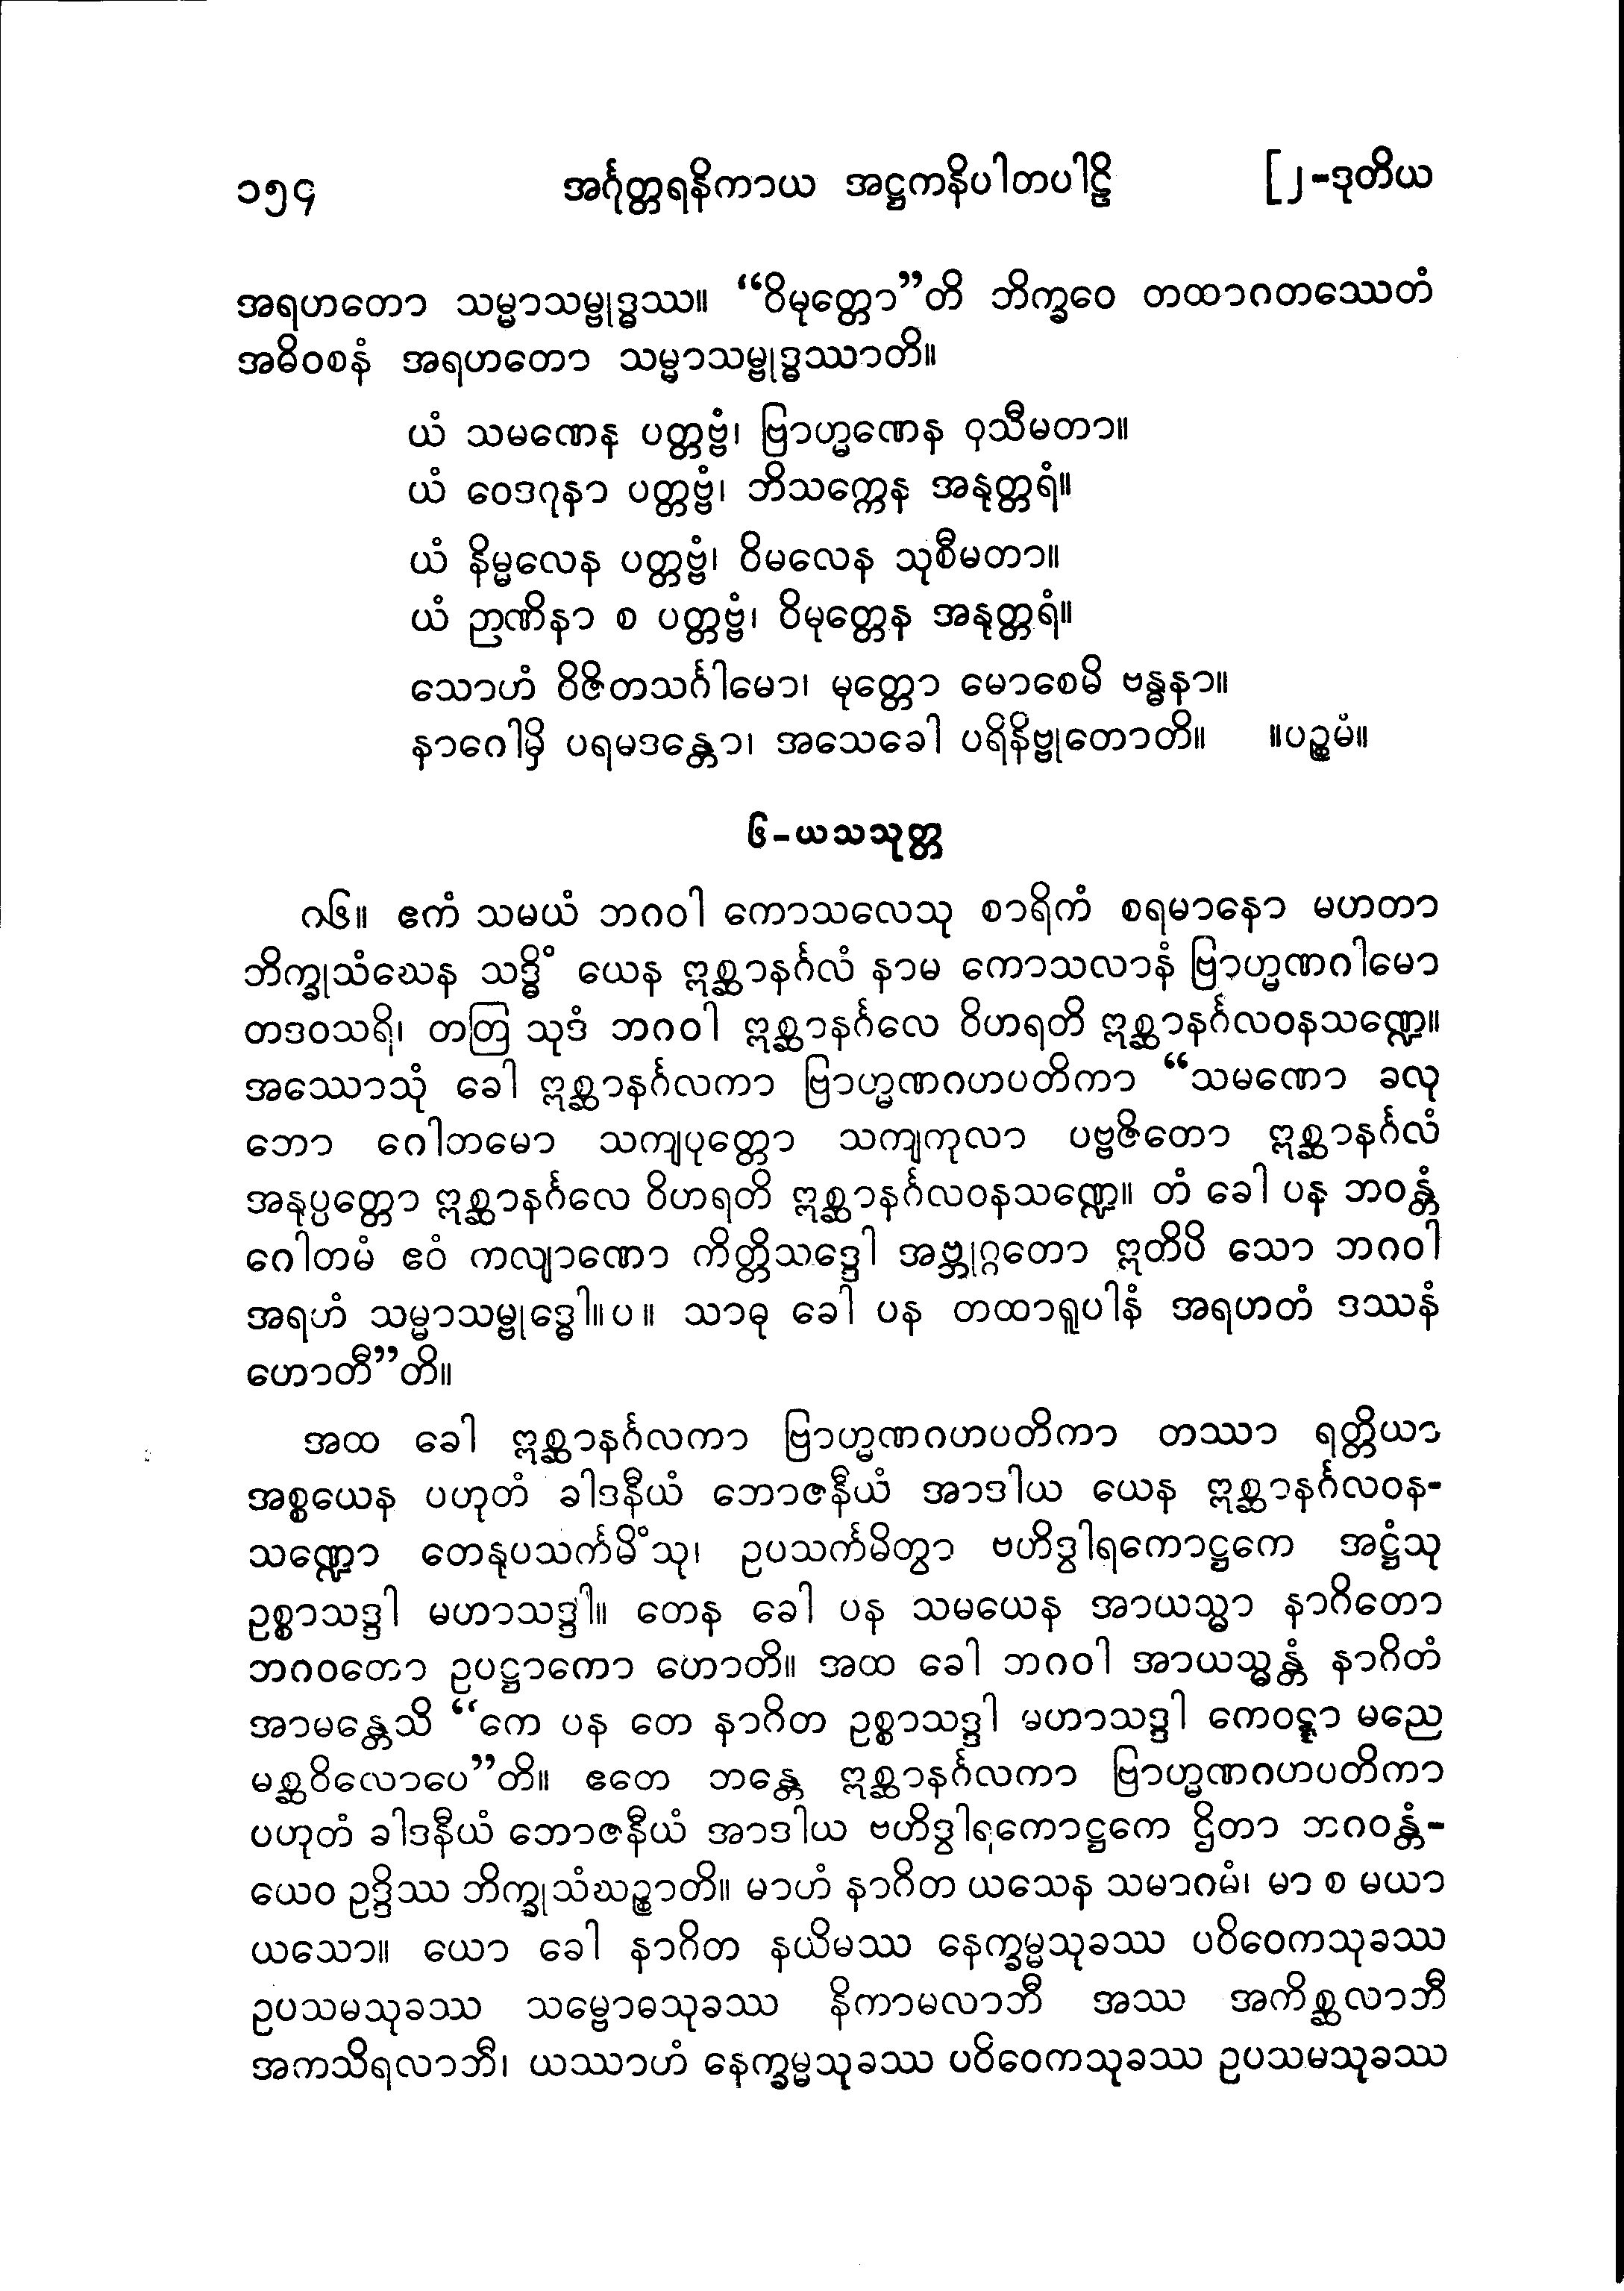 ၁၅၄ အင်္ဂုတ္တရနိကာယ အဋ္ဌကနိပါတပါဠိ [၂-ဒုတိယ
အရဟတော သမ္မာသမ္ဗုဒ္ဓဿ။ “ဝိမုတ္တော”တိ ဘိက္ခဝေ တထာဂတဿေတံ
အဓိဝစနံ အရဟတော သမ္မာသမ္ဗုဒ္ဓဿာတိ။
ယံ သမဏေန ပတ္တဗ္ဗံ၊ ဗြာဟ္မဏေန ဝုသီမတာ။
ယံ ဝေဒဂုနာ ပတ္တဗ္ဗံ၊ ဘိသက္ကေန အနုတ္တရံ။
ယံ နိမ္မလေန ပတ္တဗ္ဗံ၊ ဝိမလေန သုစီမတာ။
ယံ ဉာဏိနာ စ ပတ္တဗ္ဗံ၊ ဝိမုတ္တေန အနုတ္တရံ။
သောဟံ ဝိဇိတသင်္ဂါမော၊ မုတ္တော မောစေမိ ဗန္ဓနာ။
နာဂေါမှိ ပရမဒန္တော၊ အသေခေါ ပရိနိဗ္ဗုတောတိ။ ။ပဉ္စမံ။
၆-ယသသုတ္တ
၈၆။ ဧကံ သမယံ ဘဂဝါ ကောသလေသု စာရိကံ စရမာနော မဟတာ
ဘိက္ခုသံဃေန သဒ္ဓိံ ယေန ဣစ္ဆာနင်္ဂလံ နာမ ကောသလာနံ ဗြာဟ္မဏဂါမော
တဒဝသရိ၊ တတြ သုဒံ ဘဂဝါ ဣစ္ဆာနင်္ဂလေ ဝိဟရတိ ဣစ္ဆာနင်္ဂလဝနသဏ္ဍေ။
အဿောသုံ ခေါ ဣစ္ဆာနင်္ဂလကာ ဗြာဟ္မဏဂဟပတိကာ “သမဏော ခလု
ဘော ဂေါဘမော သကျပုတ္တော သကျကုလာ ပဗ္ဗဇိတော ဣစ္ဆာနင်္ဂလံ
အနုပ္ပတ္တော ဣစ္ဆာနင်္ဂလေ ဝိဟရတိ ဣစ္ဆာနင်္ဂလဝနသဏ္ဍေ။ တံ ခေါ ပန ဘဝန္တံ
ဂေါတမံ ဧဝံ ကလျာဏော ကိတ္တိသဒ္ဒေါ အဗ္ဘုဂ္ဂတော ဣတိပိ သော ဘဂဝါ
အရဟံ သမ္မာသမ္ဗုဒ္ဓေါ။ပ။ သာဓု ခေါ ပန တထာရူပါနံ အရဟတံ ဒဿနံ
ဟောတီ”တိ။
အထ ခေါ ဣစ္ဆာနင်္ဂလကာ ဗြာဟ္မဏဂဟပတိကာ တဿာ ရတ္တိယာ
အစ္စယေန ပဟုတံ ခါဒနီယံ ဘောဇနီယံ အာဒါယ ယေန ဣစ္ဆာနင်္ဂလဝန-
သဏ္ဍော တေနုပသင်္ကမိံသု၊ ဥပသင်္ကမိတွာ ဗဟိဒွါရကောဋ္ဌကေ အဋ္ဌံသု
ဥစ္စာသဒ္ဒါ မဟာသဒ္ဒါ။ တေန ခေါ ပန သမယေန အာယသ္မာ နာဂိတော
ဘဂဝတော ဥပဋ္ဌာကော ဟောတိ။ အထ ခေါ ဘဂဝါ အာယသ္မန္တံ နာဂိတံ
အာမန္တေသိ “ကေ ပန တေ နာဂိတ ဥစ္စာသဒ္ဒါ မဟာသဒ္ဒါ ကေဝဋ္ဋာ မညေ
မစ္ဆဝိလောပေ”တိ။ ဧတေ ဘန္တေ ဣစ္ဆာနင်္ဂလကာ ဗြာဟ္မဏဂဟပတိကာ
ပဟုတံ ခါဒနီယံ ဘောဇနီယံ အာဒါယ ဗဟိဒွါရကောဋ္ဌကေ ဌိတာ ဘဂဝန္တံ-
ယေဝ ဥဒ္ဒိဿ ဘိက္ခုသံဃဉ္စာတိ။ မာဟံ နာဂိတ ယသေန သမာဂမံ၊ မာ စ မယာ
ယသော။ ယော ခေါ နာဂိတ နယိမဿ နေက္ခမ္မသုခဿ ပဝိဝေကသုခဿ
ဥပသမသုခဿ သမ္ဗောဓသုခဿ နိကာမလာဘီ အဿ အကိစ္ဆလာဘီ
အကသိရလာဘီ၊ ယဿာဟံ နေက္ခမ္မသုခဿ ပဝိဝေကသုခဿ ဥပသမသုခဿ